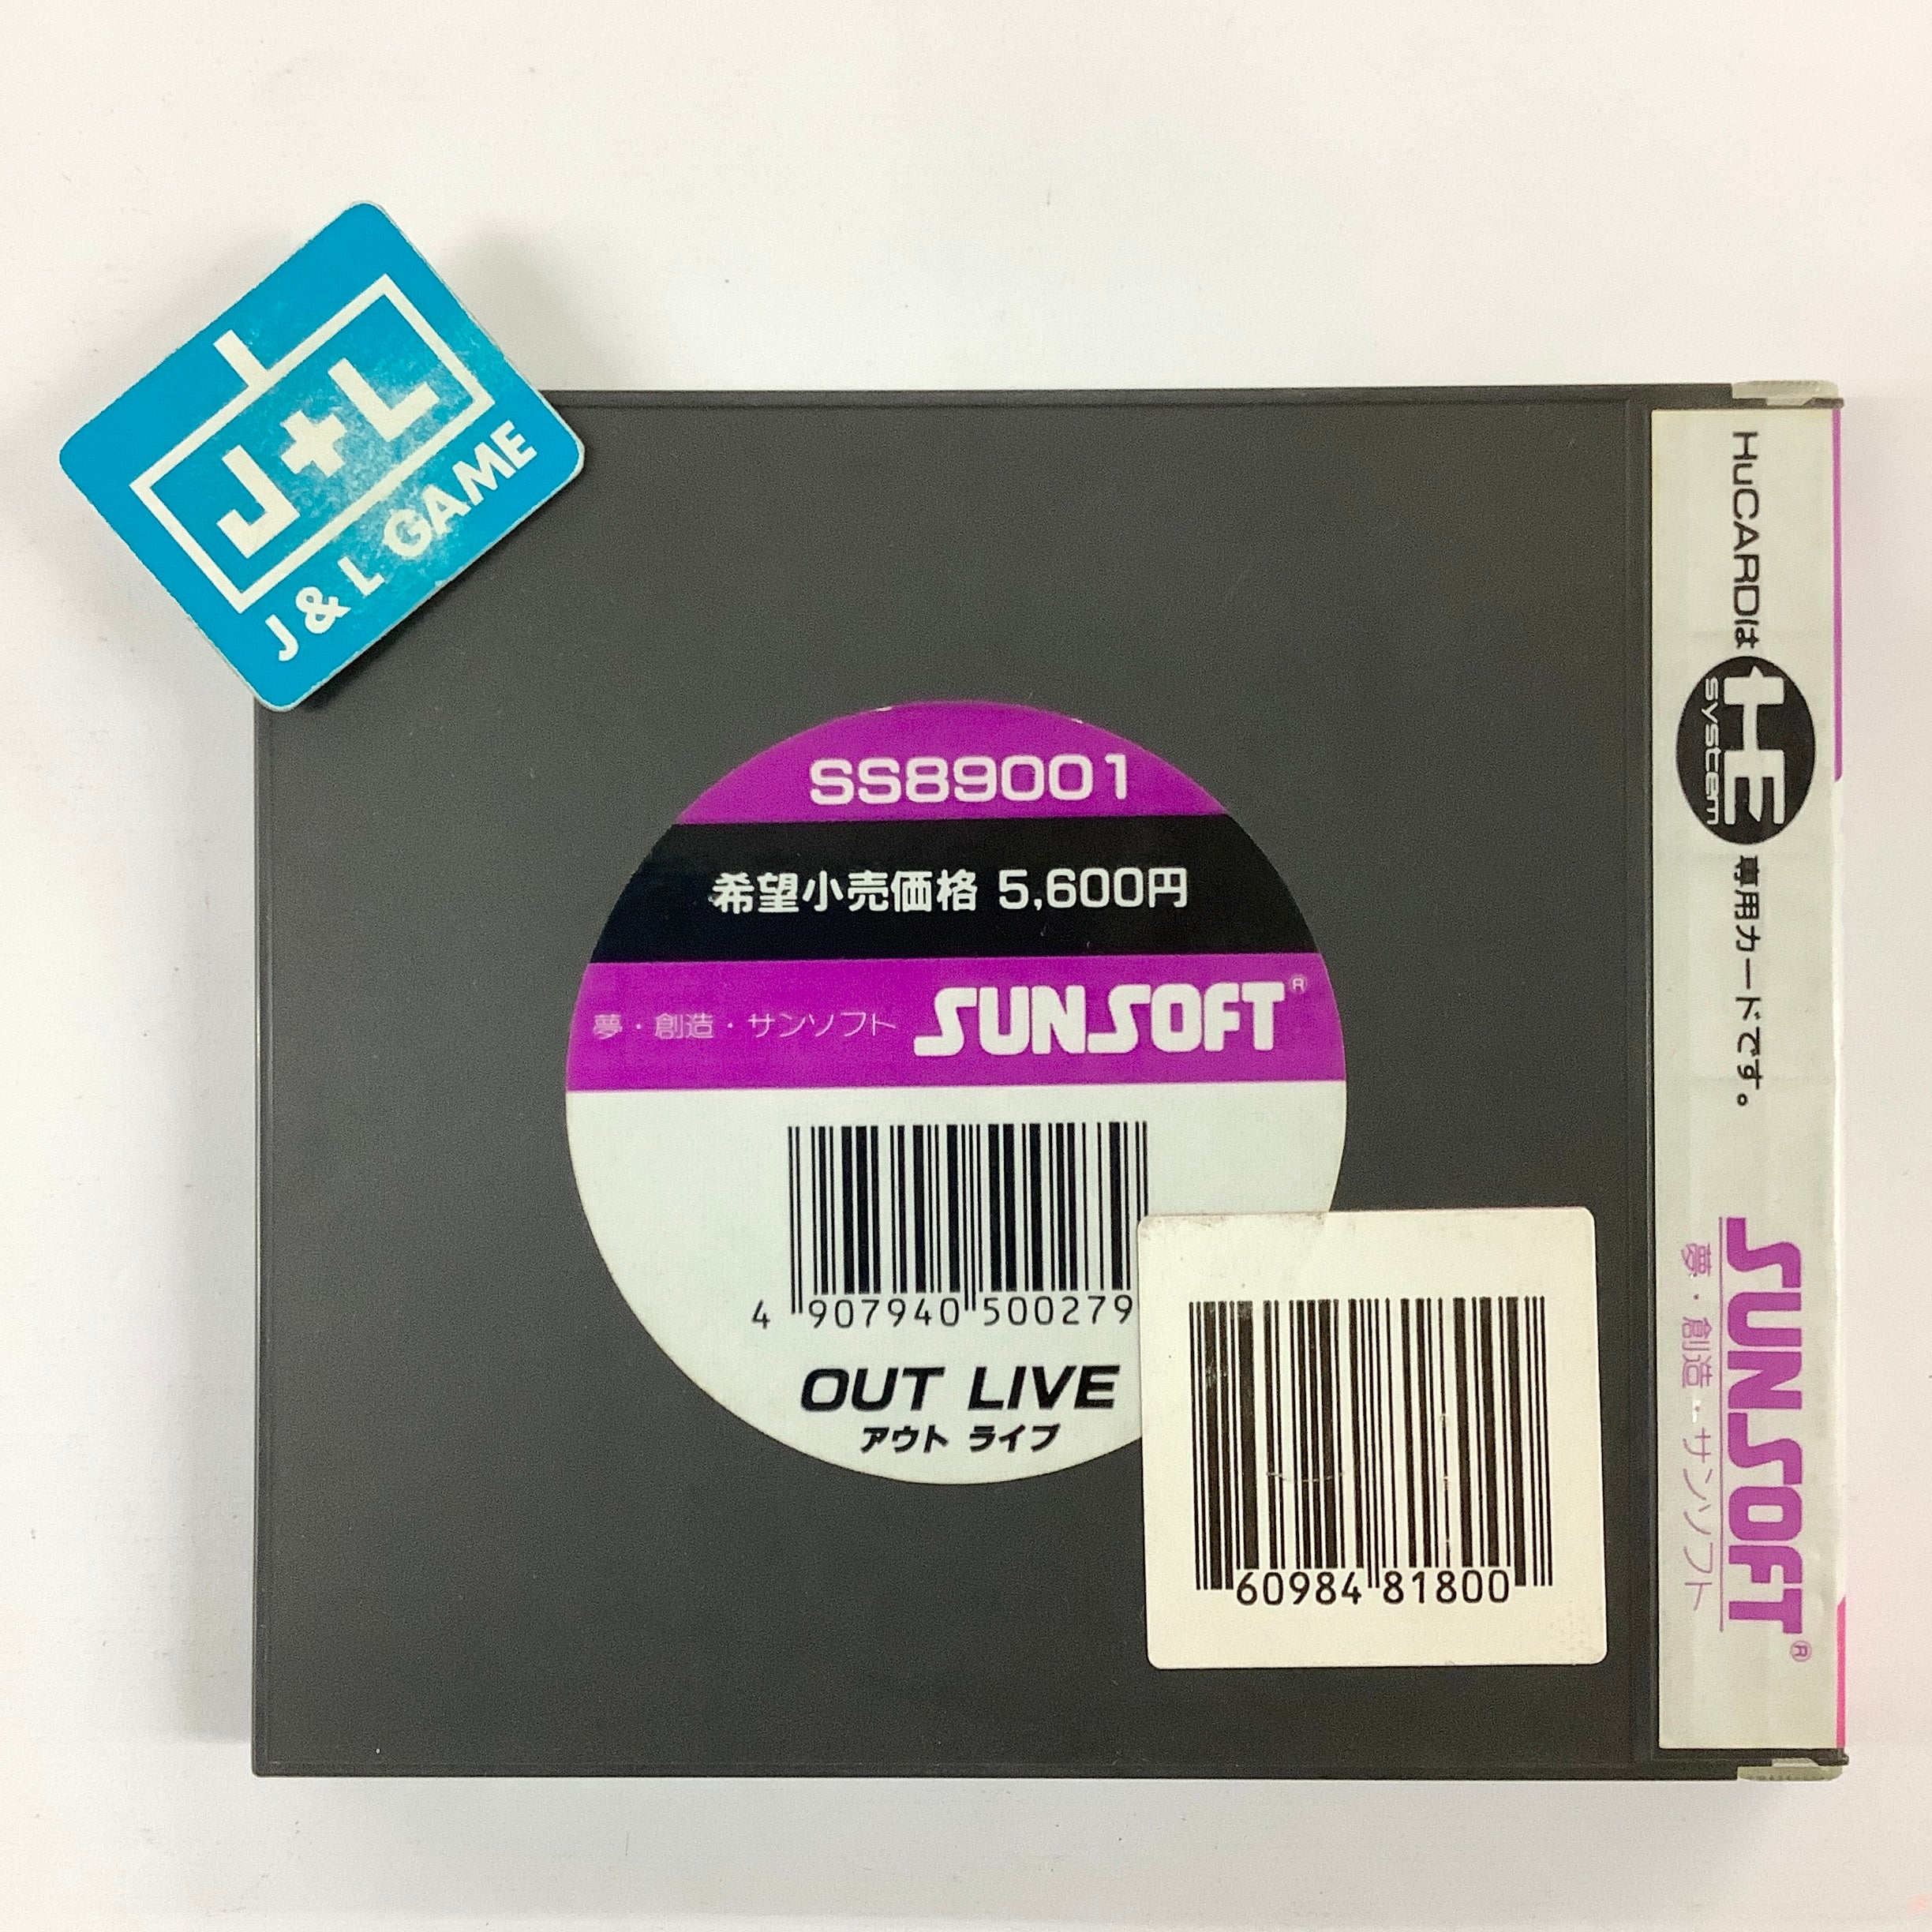 J+L
J & L GAME
SS89001
希望小売価格 5,600円
夢・創造・サンソフト SUNSOFT®
4 907940 500279
OUT LIVE
アウト ライブ
60984 81800
HuCARDは HE system 専用カードです。
SUNSOFT®
夢・創造・サンソフト